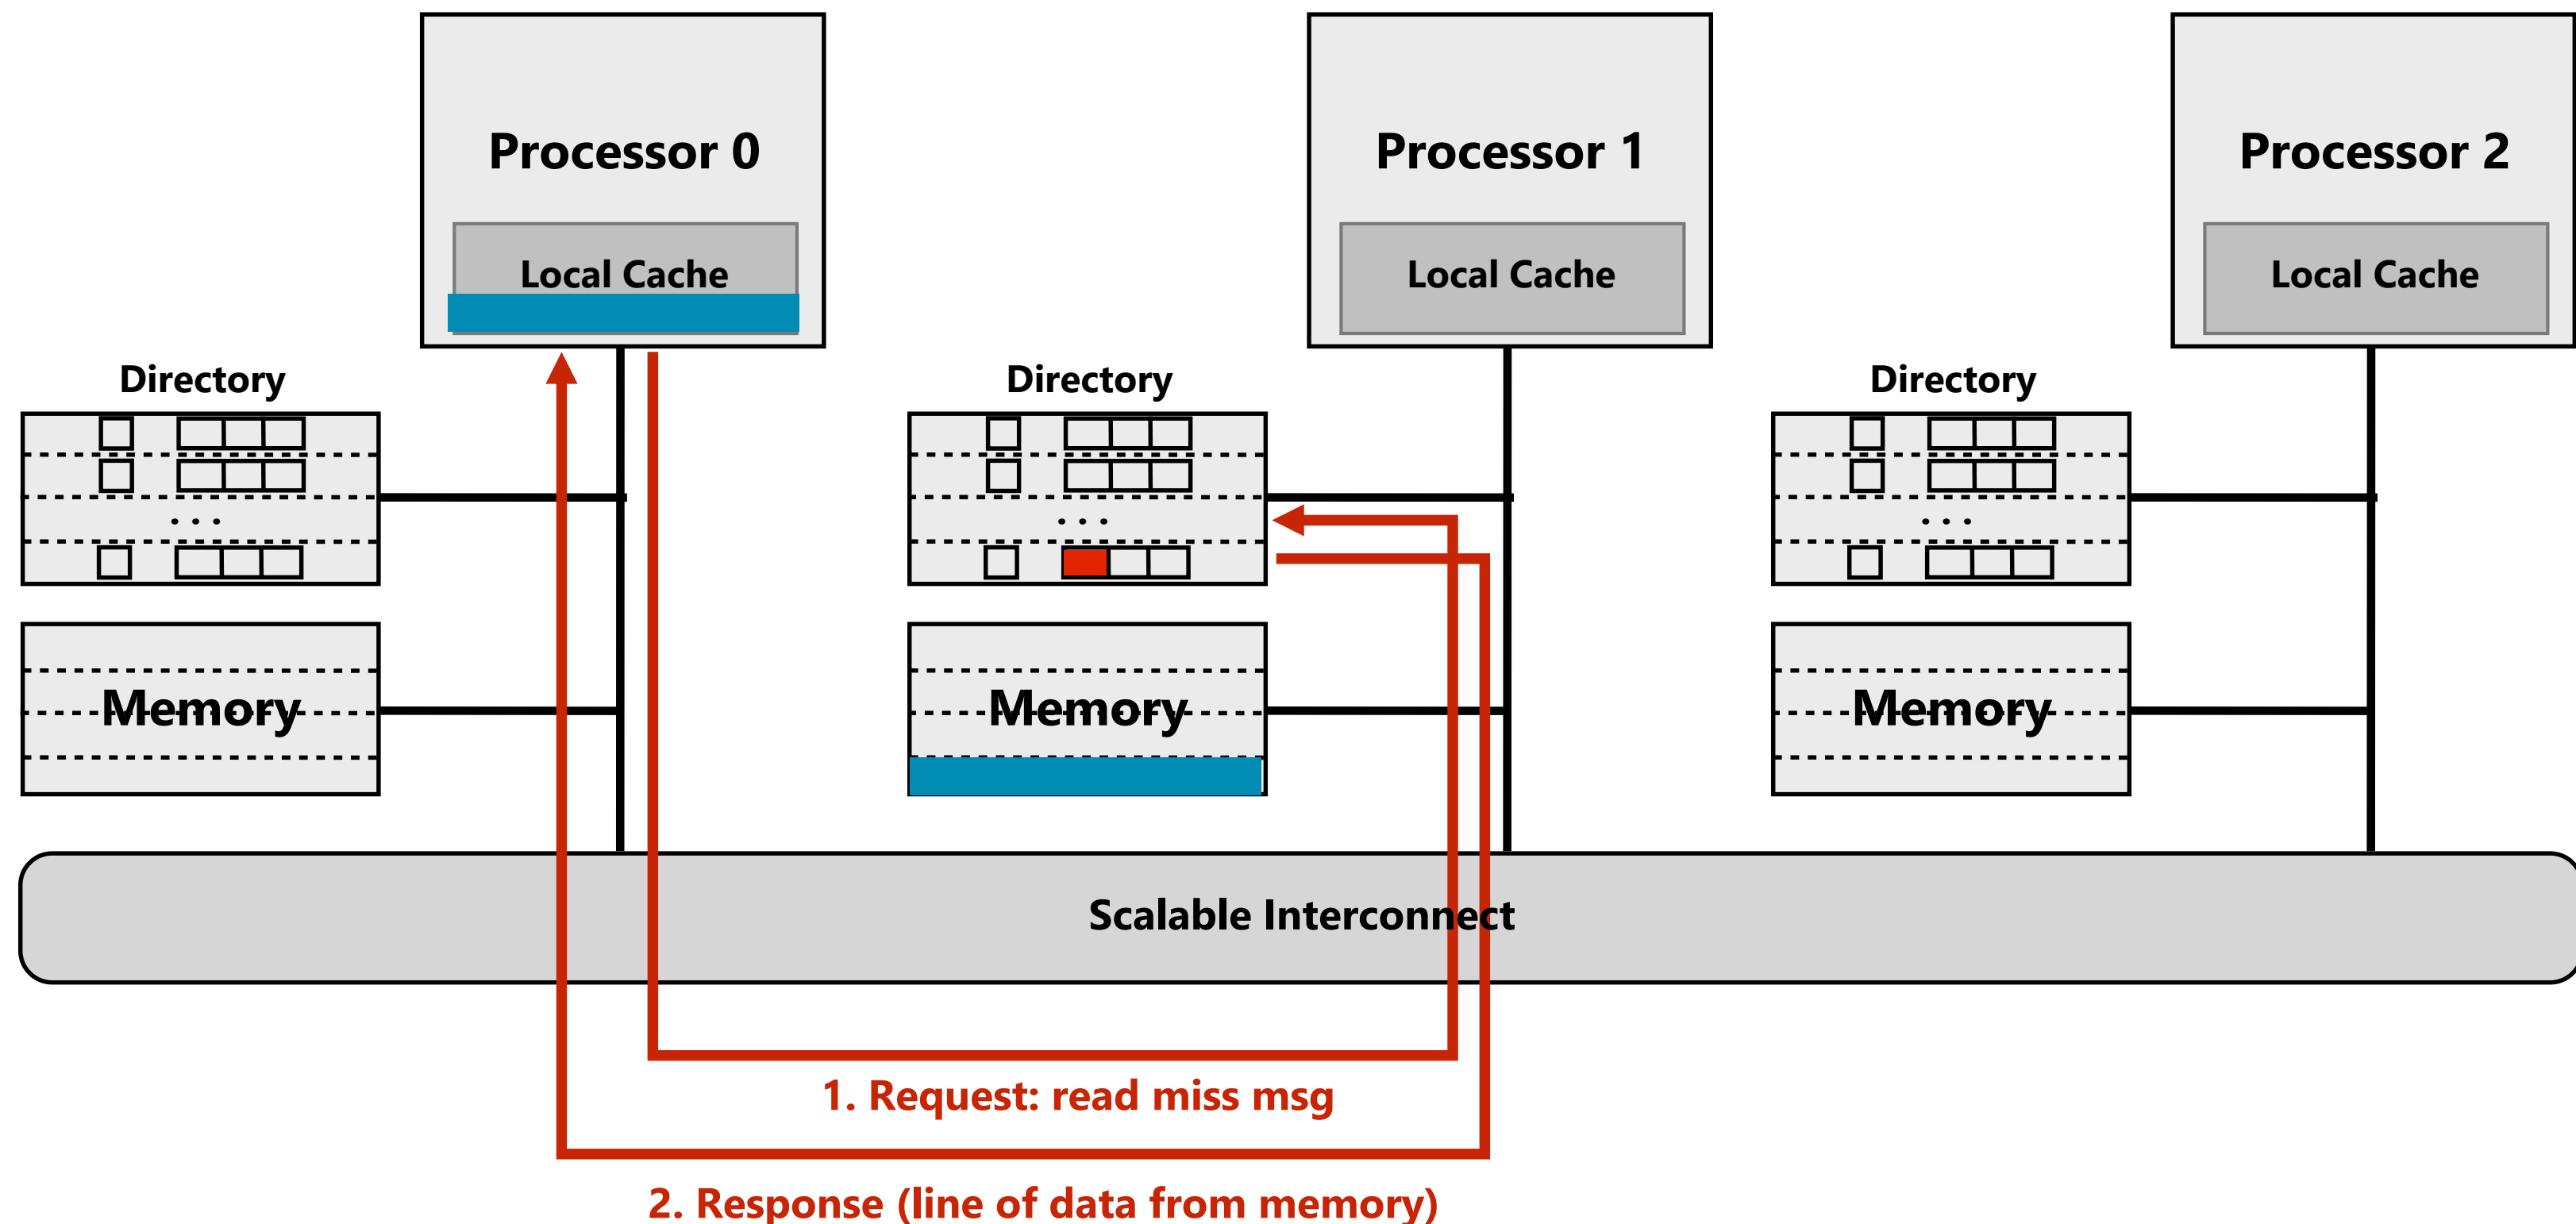 Processor 0
Processor 1
Processor 2
Local Cache
Local Cache
Local Cache
Directory
Directory
Directory
. . .
. . .
. . .
Memory
Memory
Memory
Scalable Interconnect
1. Request: read miss msg
2. Response (line of data from memory)